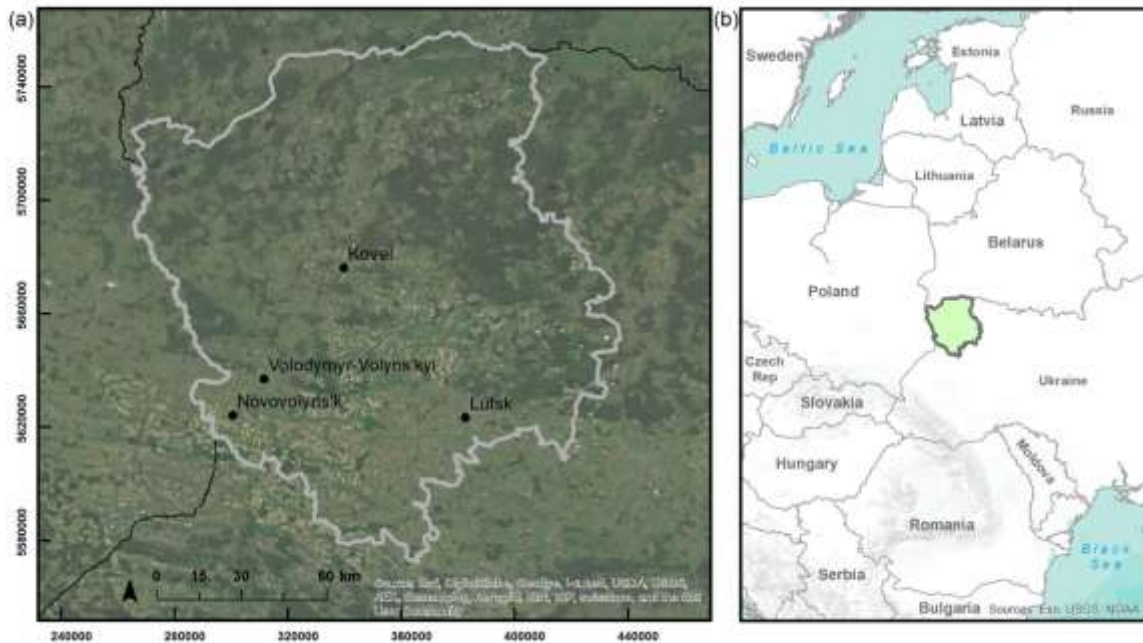 (a)
5740000
5700000
5660000
5620000
5580000
Kovel
Volodymyr-Volyns'kyi
Novovolyns'k
Lutsk
0 15 30 60 km
240000 280000 320000 360000 400000 440000
(b)
Sweden
Estonia
Russia
Latvia
Baltic Sea
Lithuania
Belarus
Poland
Czech
Rep
Ukraine
Slovakia
Moldova
Hungary
Romania
Black
Sea
Serbia
Bulgaria
Sources: Esri, USGS, NOAA